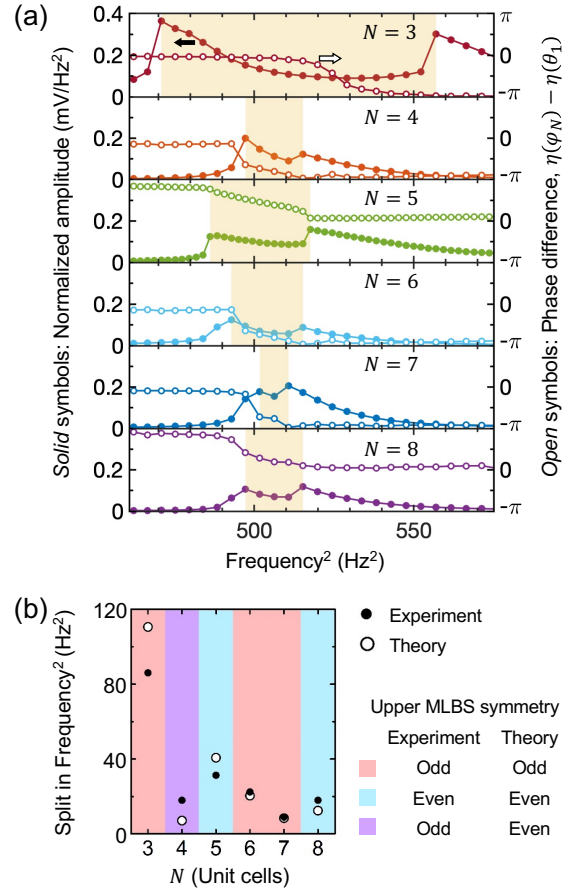 (a)
Solid symbols: Normalized amplitude (mV/Hz²)
Open symbols: Phase difference, η(φ_N) − η(θ₁)
0.4
0.2
0
π
0
-π
N = 3
0.2
0
0
-π
N = 4
0.2
0
0
-π
N = 5
0.2
0
0
-π
N = 6
0.2
0
0
-π
N = 7
0.2
0
0
-π
N = 8
500 550
Frequency² (Hz²)
(b)
Split in Frequency² (Hz²)
120
80
40
0
3 4 5 6 7 8
N (Unit cells)
Experiment
Theory
Upper MLBS symmetry
Experiment Theory
Odd Odd
Even Even
Odd Even